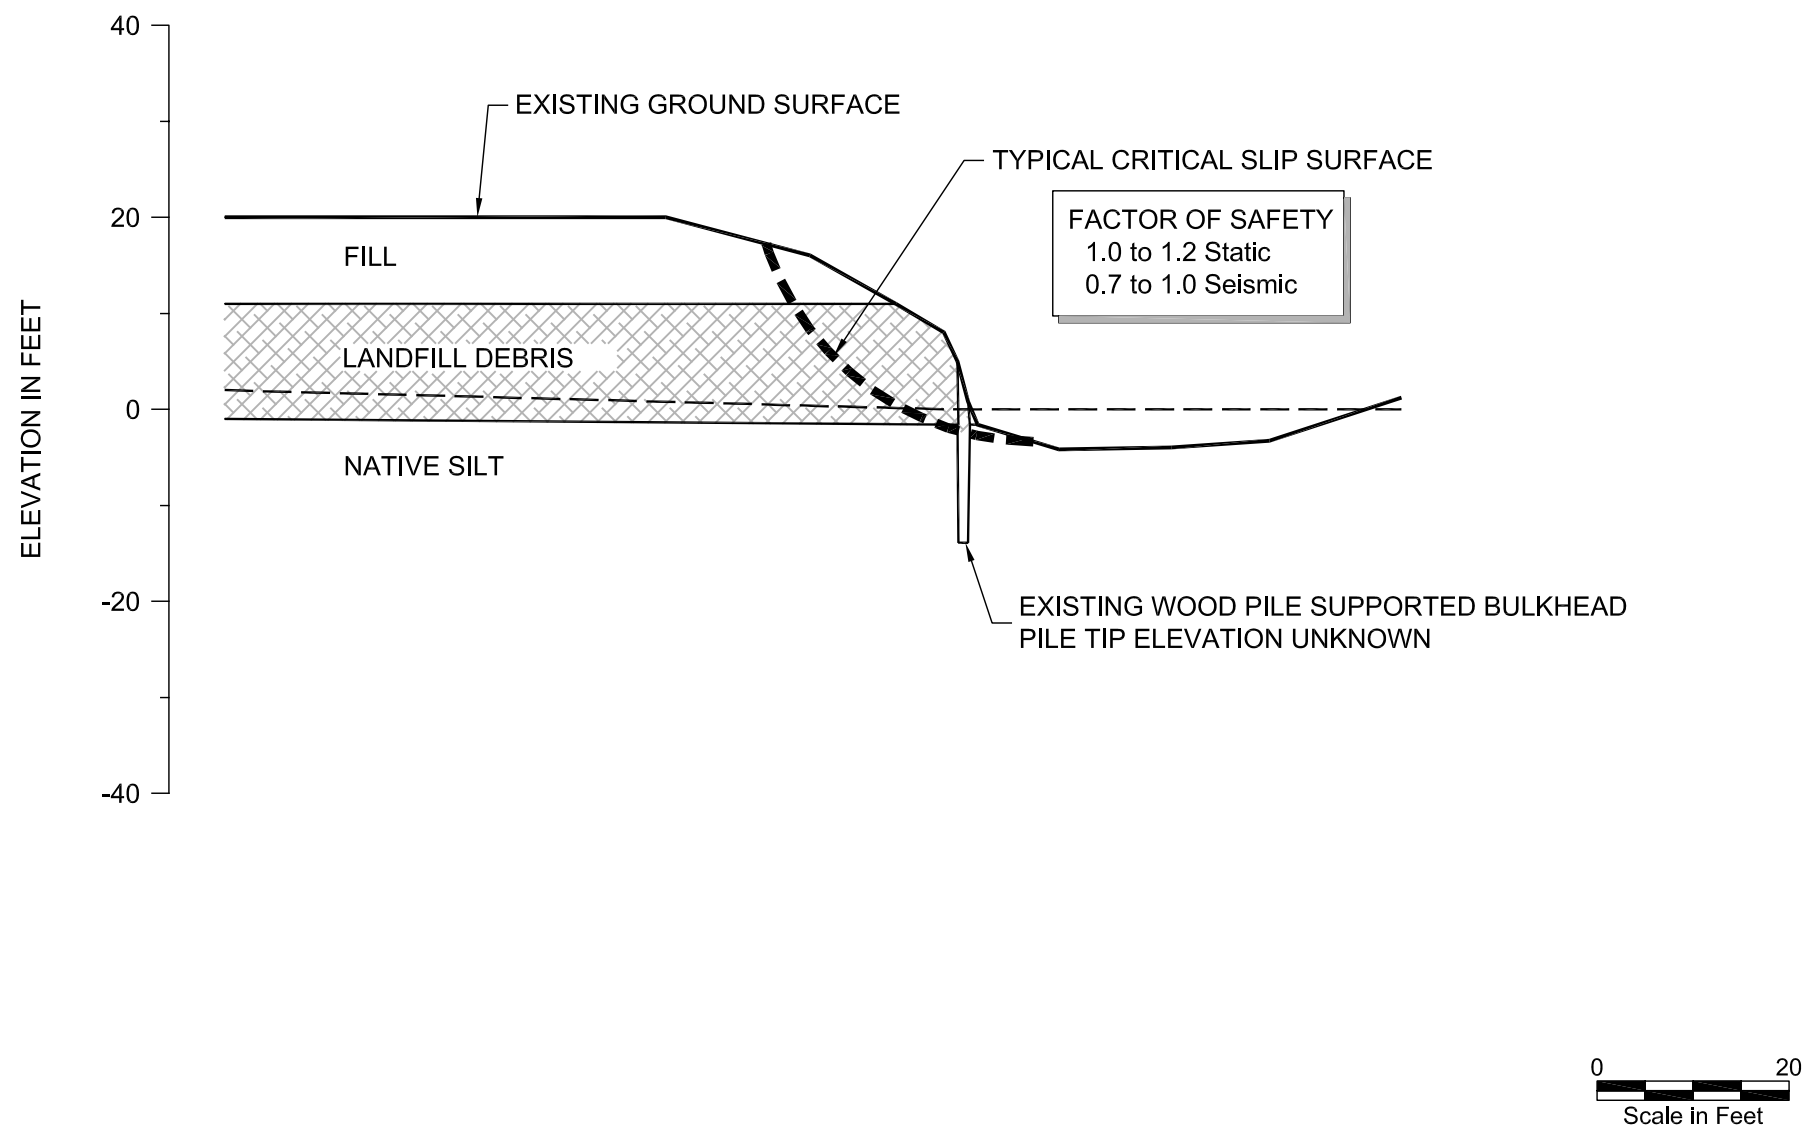 40
EXISTING GROUND SURFACE
TYPICAL CRITICAL SLIP SURFACE
20
FACTOR OF SAFETY
1.0 to 1.2 Static
0.7 to 1.0 Seismic
FILL
ELEVATION IN FEET
LANDFILL DEBRIS
0
NATIVE SILT
-20
EXISTING WOOD PILE SUPPORTED BULKHEAD
PILE TIP ELEVATION UNKNOWN
-40
0 20
Scale in Feet